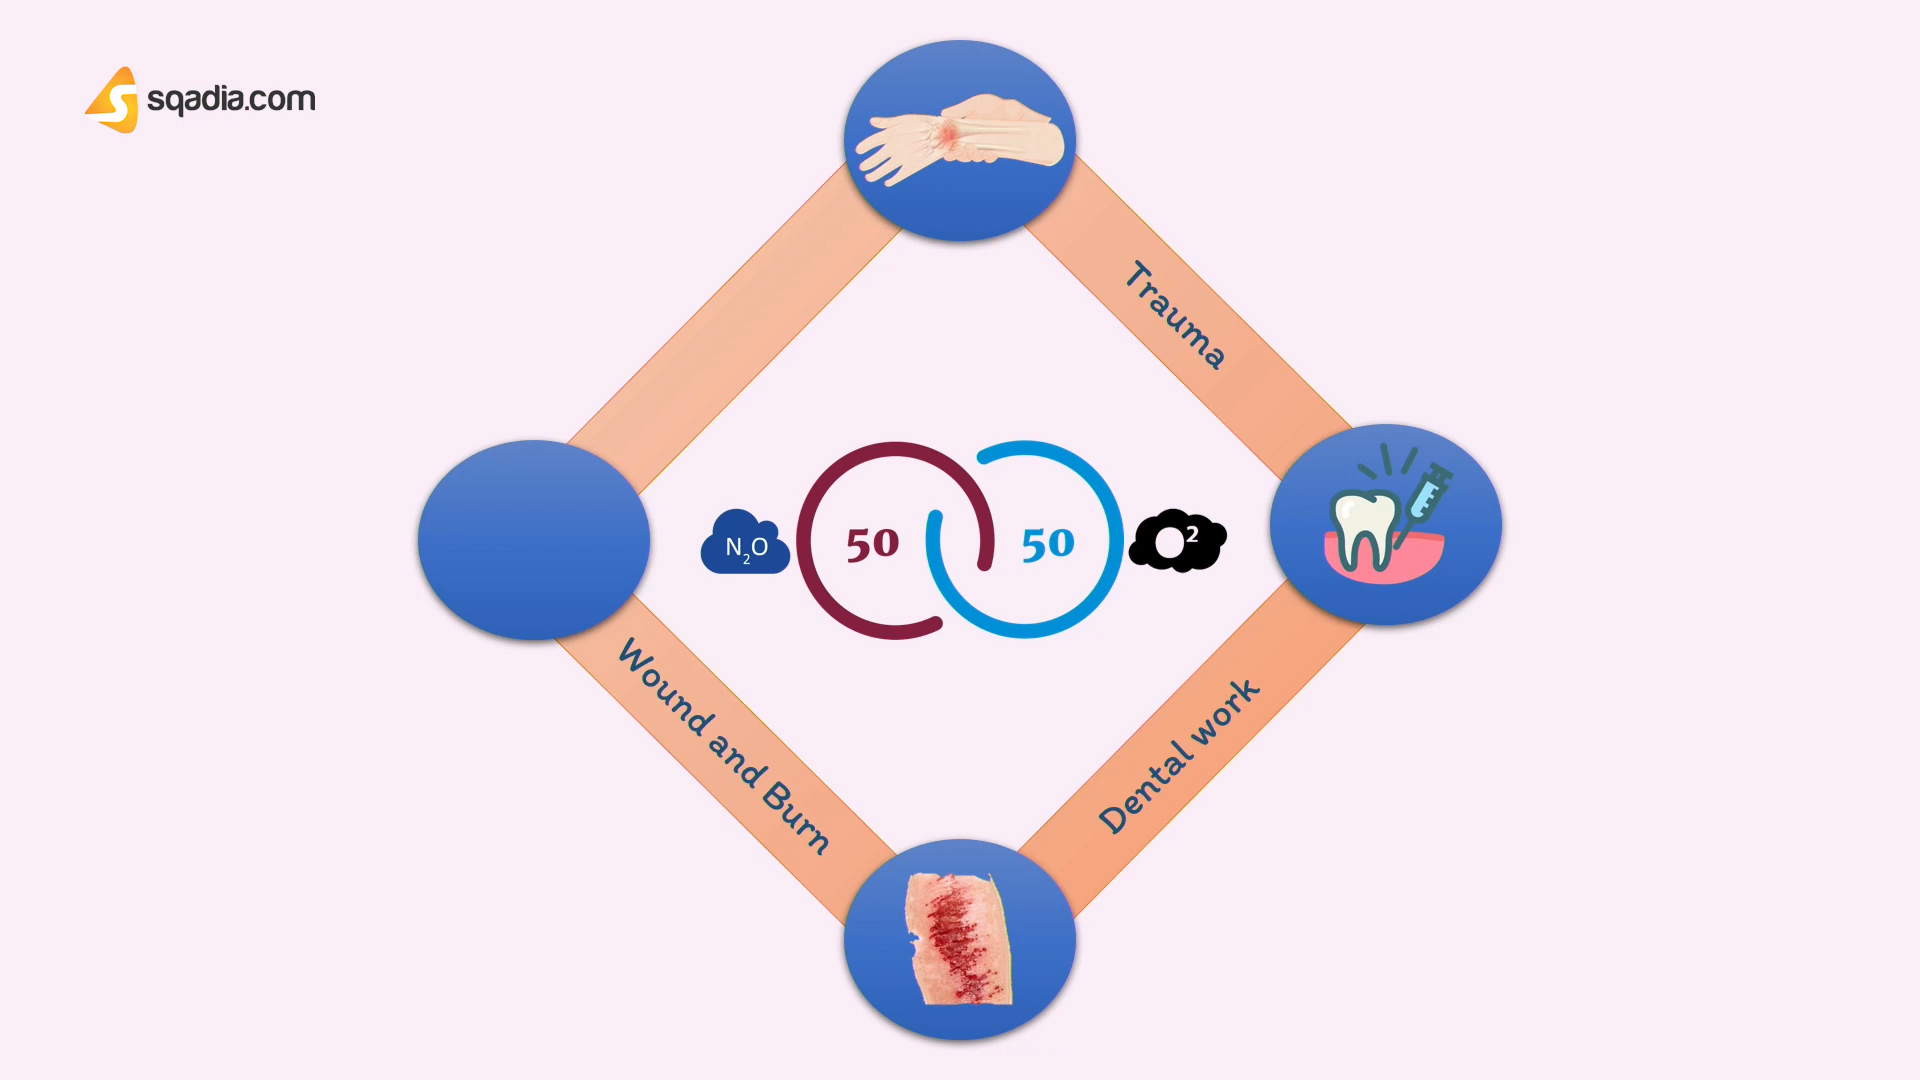 sqadia.com
Trauma
N₂O
50
50
O²
Wound and Burn
Dental work